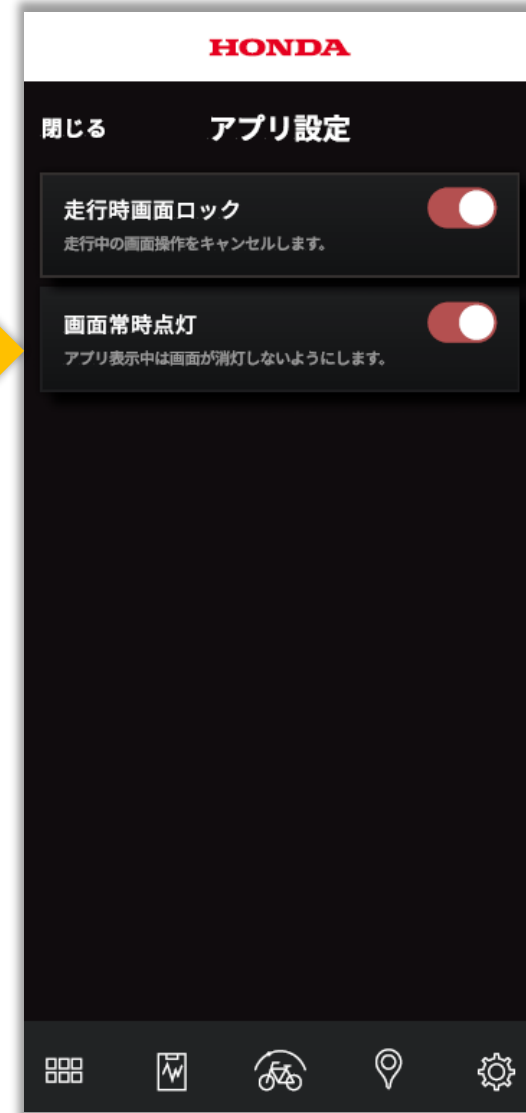 HONDA
閉じる アプリ設定
走行時画面ロック
走行中の画面操作をキャンセルします。
画面常時点灯
アプリ表示中は画面が消灯しないようにします。